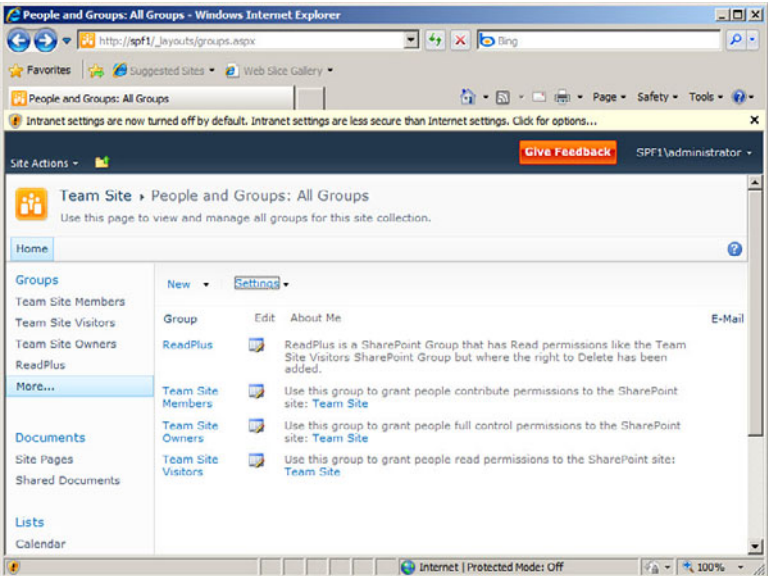 People and Groups: All Groups - Windows Internet Explorer
http://spf1/_layouts/groups.aspx
Bing
Favorites
Suggested Sites
Web Slice Gallery
People and Groups: All Groups
Page
Safety
Tools
Intranet settings are now turned off by default. Intranet settings are less secure than Internet settings. Click for options...
Site Actions
Give Feedback
SPF1\administrator
Team Site
People and Groups: All Groups
Use this page to view and manage all groups for this site collection.
Home
Groups
Team Site Members
Team Site Visitors
Team Site Owners
ReadPlus
More...
Documents
Site Pages
Shared Documents
Lists
Calendar
New
Settings
Group
Edit
About Me
E-Mail
ReadPlus
ReadPlus is a SharePoint Group that has Read permissions like the Team
Site Visitors SharePoint Group but where the right to Delete has been
added.
Team Site
Members
Use this group to grant people contribute permissions to the SharePoint
site: Team Site
Team Site
Owners
Use this group to grant people full control permissions to the SharePoint
site: Team Site
Team Site
Visitors
Use this group to grant people read permissions to the SharePoint site:
Team Site
Internet | Protected Mode: Off
100%